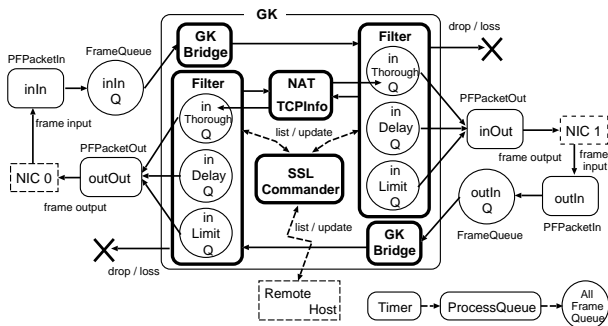 GK
PFPacketIn
inIn
FrameQueue
inIn
Q
GK
Bridge
Filter
drop / loss
Filter
NAT
TCPInfo
in
Thorough
Q
in
Thorough
Q
PFPacketOut
inOut
NIC 1
frame input
list / update
in
Delay
Q
frame output
frame
input
PFPacketOut
outOut
NIC 0
frame output
in
Delay
Q
SSL
Commander
in
Limit
Q
outIn
Q
outIn
PFPacketIn
FrameQueue
in
Limit
Q
list / update
GK
Bridge
drop / loss
Remote
Host
Timer
ProcessQueue
All
Frame
Queue